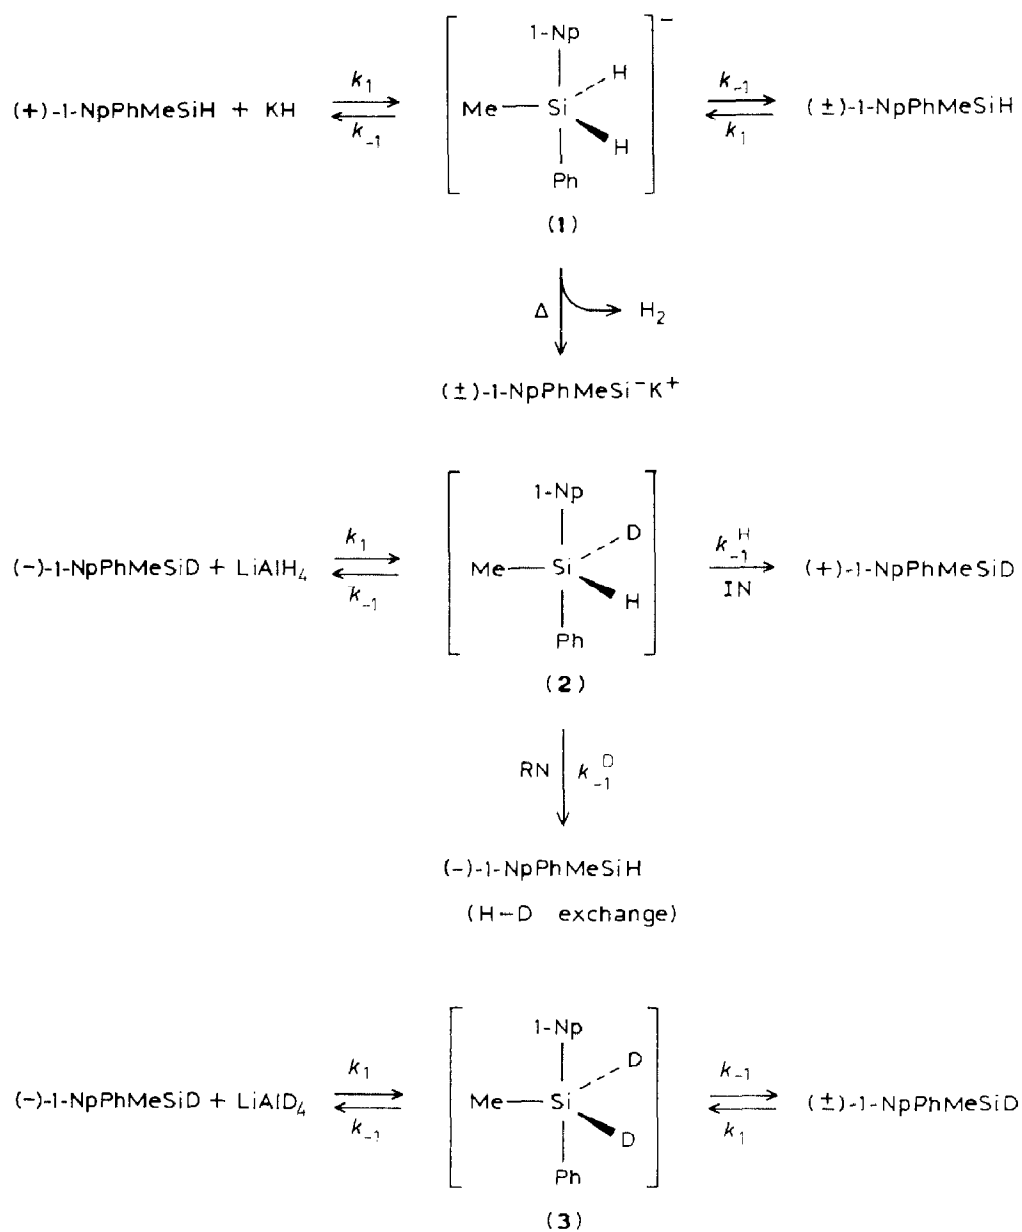 1-Np
(+)-1-NpPhMeSiH + KH
k₁
k₋₁
Me
Si
H
H
Ph
−
k₋₁
k₁
(±)-1-NpPhMeSiH
(1)
Δ
H₂
(±)-1-NpPhMeSi⁻K⁺
1-Np
(-)-1-NpPhMeSiD + LiAlH₄
k₁
k₋₁
Me
Si
D
H
Ph
k₋₁ᴴ
IN
(+)-1-NpPhMeSiD
(2)
RN
k₋₁ᴰ
(-)-1-NpPhMeSiH
(H-D exchange)
1-Np
(-)-1-NpPhMeSiD + LiAlD₄
k₁
k₋₁
Me
Si
D
D
Ph
k₋₁
k₁
(±)-1-NpPhMeSiD
(3)